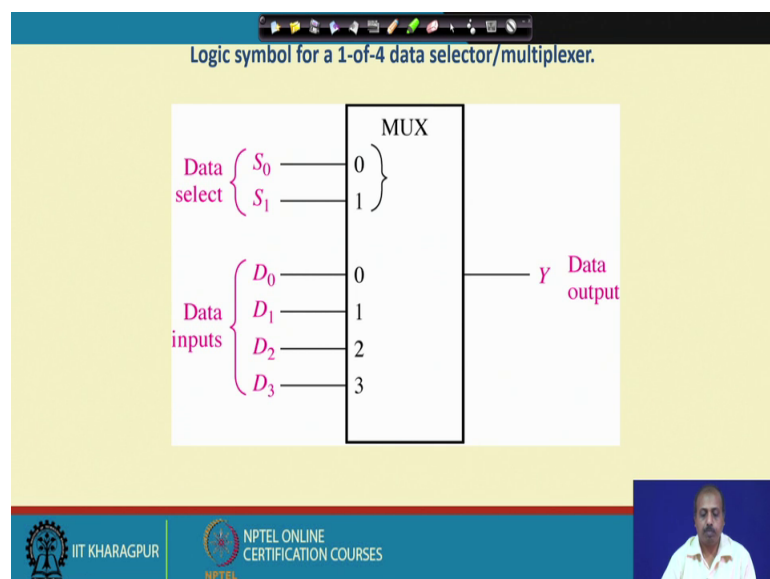 Logic symbol for a 1-of-4 data selector/multiplexer.
MUX
Data select
S0 0
S1 1
Data inputs
D0 0
D1 1
D2 2
D3 3
Y Data output
IIT KHARAGPUR
NPTEL ONLINE
CERTIFICATION COURSES
NPTEL